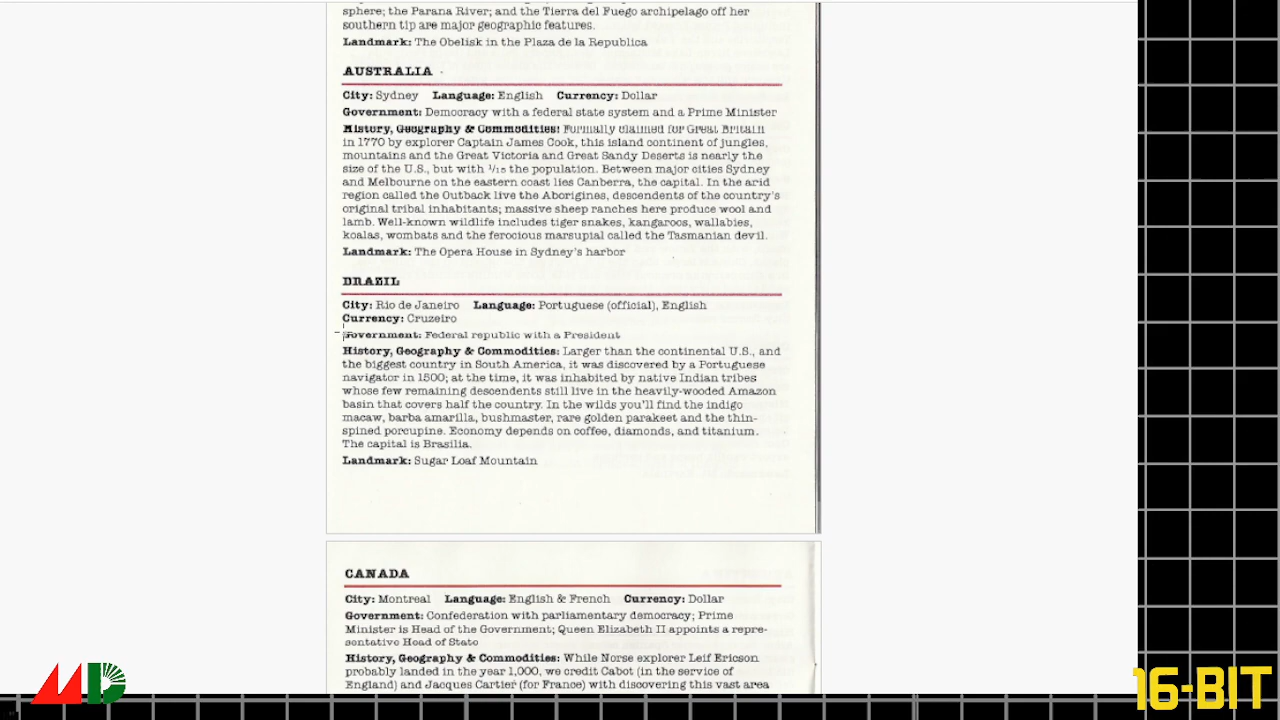 sphere; the Parana River; and the Tierra del Fuego archipelago off her
southern tip are major geographic features.
Landmark: The Obelisk in the Plaza de la Republica
AUSTRALIA
City: Sydney Language: English Currency: Dollar
Government: Democracy with a federal state system and a Prime Minister
History, Geography & Commodities: Formally claimed for Great Britain
in 1770 by explorer Captain James Cook, this island continent of jungles,
mountains and the Great Victoria and Great Sandy Deserts is nearly the
size of the U.S., but with 1/15 the population. Between major cities Sydney
and Melbourne on the eastern coast lies Canberra, the capital. In the arid
region called the Outback live the Aborigines, descendents of the country's
original tribal inhabitants; massive sheep ranches here produce wool and
lamb. Well-known wildlife includes tiger snakes, kangaroos, wallabies,
koalas, wombats and the ferocious marsupial called the Tasmanian devil.
Landmark: The Opera House in Sydney's harbor
BRAZIL
City: Rio de Janeiro Language: Portuguese (official), English
Currency: Cruzeiro
Government: Federal republic with a President
History, Geography & Commodities: Larger than the continental U.S., and
the biggest country in South America, it was discovered by a Portuguese
navigator in 1500; at the time, it was inhabited by native Indian tribes
whose few remaining descendents still live in the heavily-wooded Amazon
basin that covers half the country. In the wilds you'll find the indigo
macaw, barba amarilla, bushmaster, rare golden parakeet and the thin-
spined porcupine. Economy depends on coffee, diamonds, and titanium.
The capital is Brasilia.
Landmark: Sugar Loaf Mountain
CANADA
City: Montreal Language: English & French Currency: Dollar
Government: Confederation with parliamentary democracy; Prime
Minister is Head of the Government; Queen Elizabeth II appoints a repre-
sentative Head of State
History, Geography & Commodities: While Norse explorer Leif Ericson
probably landed in the year 1,000, we credit Cabot (in the service of
England) and Jacques Cartier (for France) with discovering this vast area
MD
16-BIT